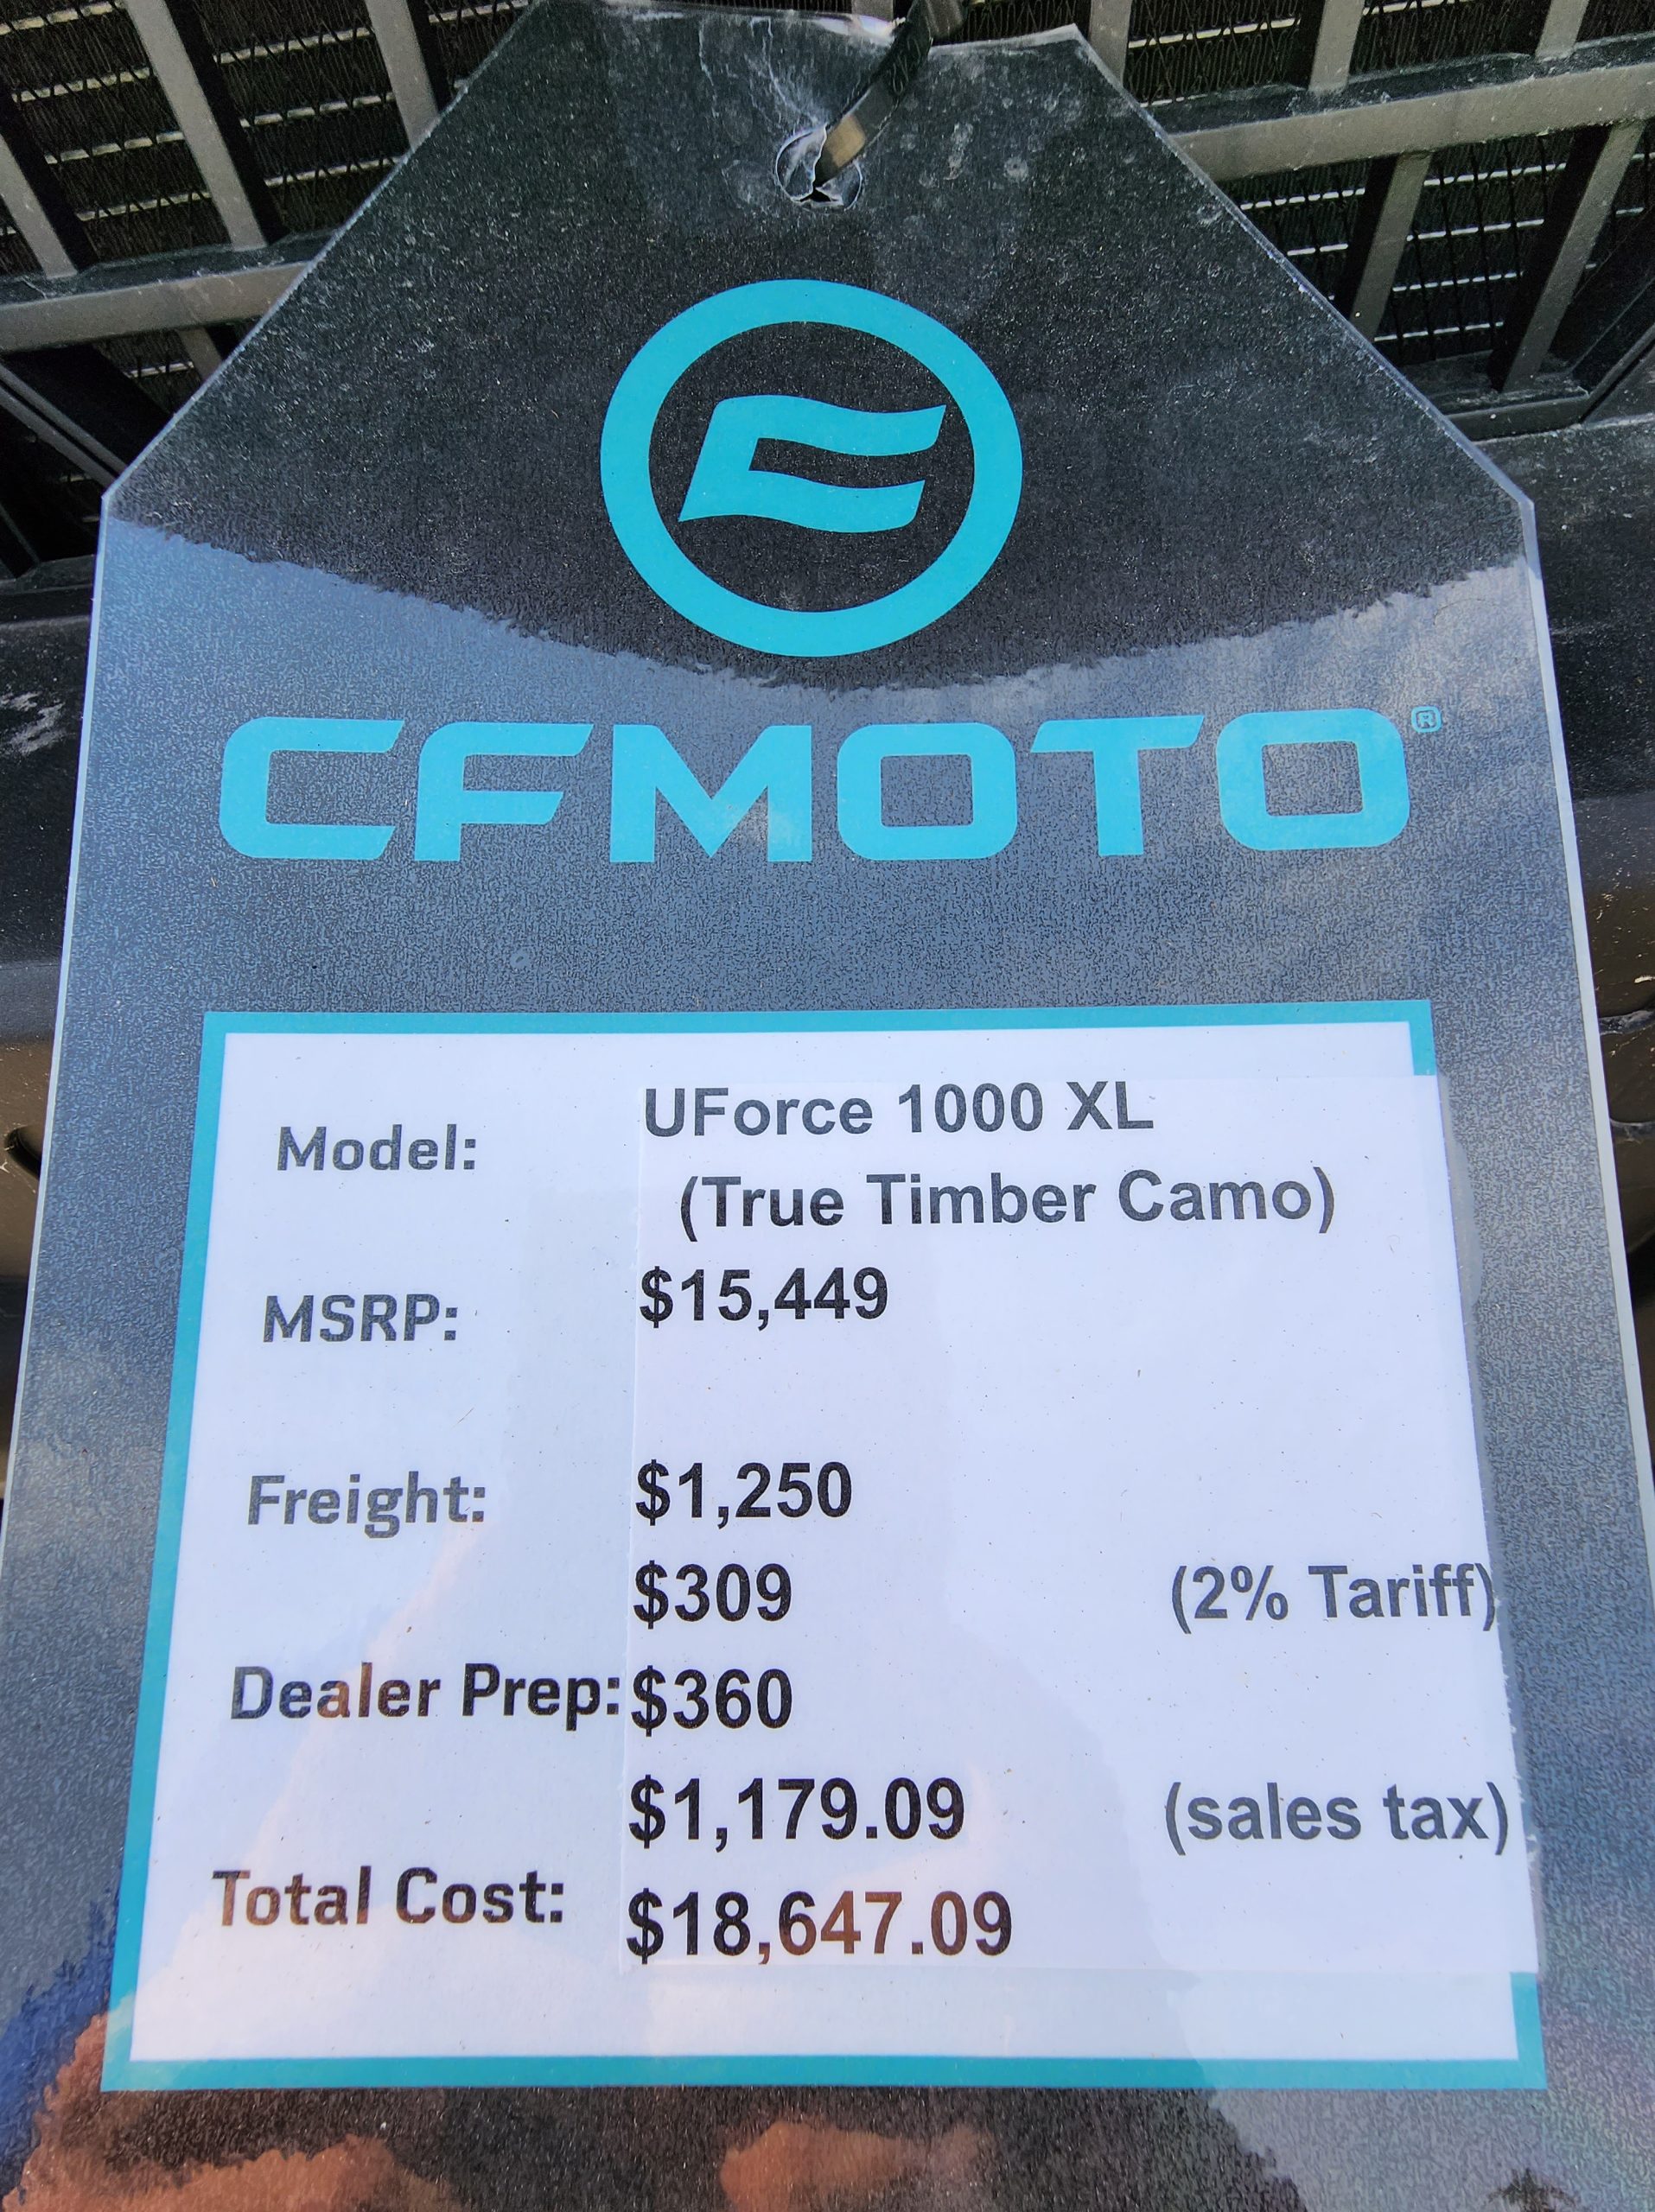 CFMOTO®
Model: UForce 1000 XL
(True Timber Camo)
MSRP: $15,449
Freight: $1,250
$309 (2% Tariff)
Dealer Prep: $360
$1,179.09 (sales tax)
Total Cost: $18,647.09